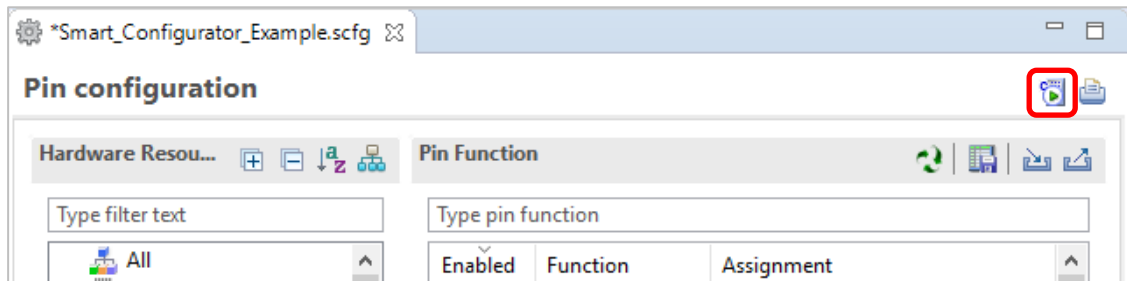 *Smart_Configurator_Example.scfg
Pin configuration
Hardware Resou...
Pin Function
Type filter text
Type pin function
All
Enabled Function Assignment